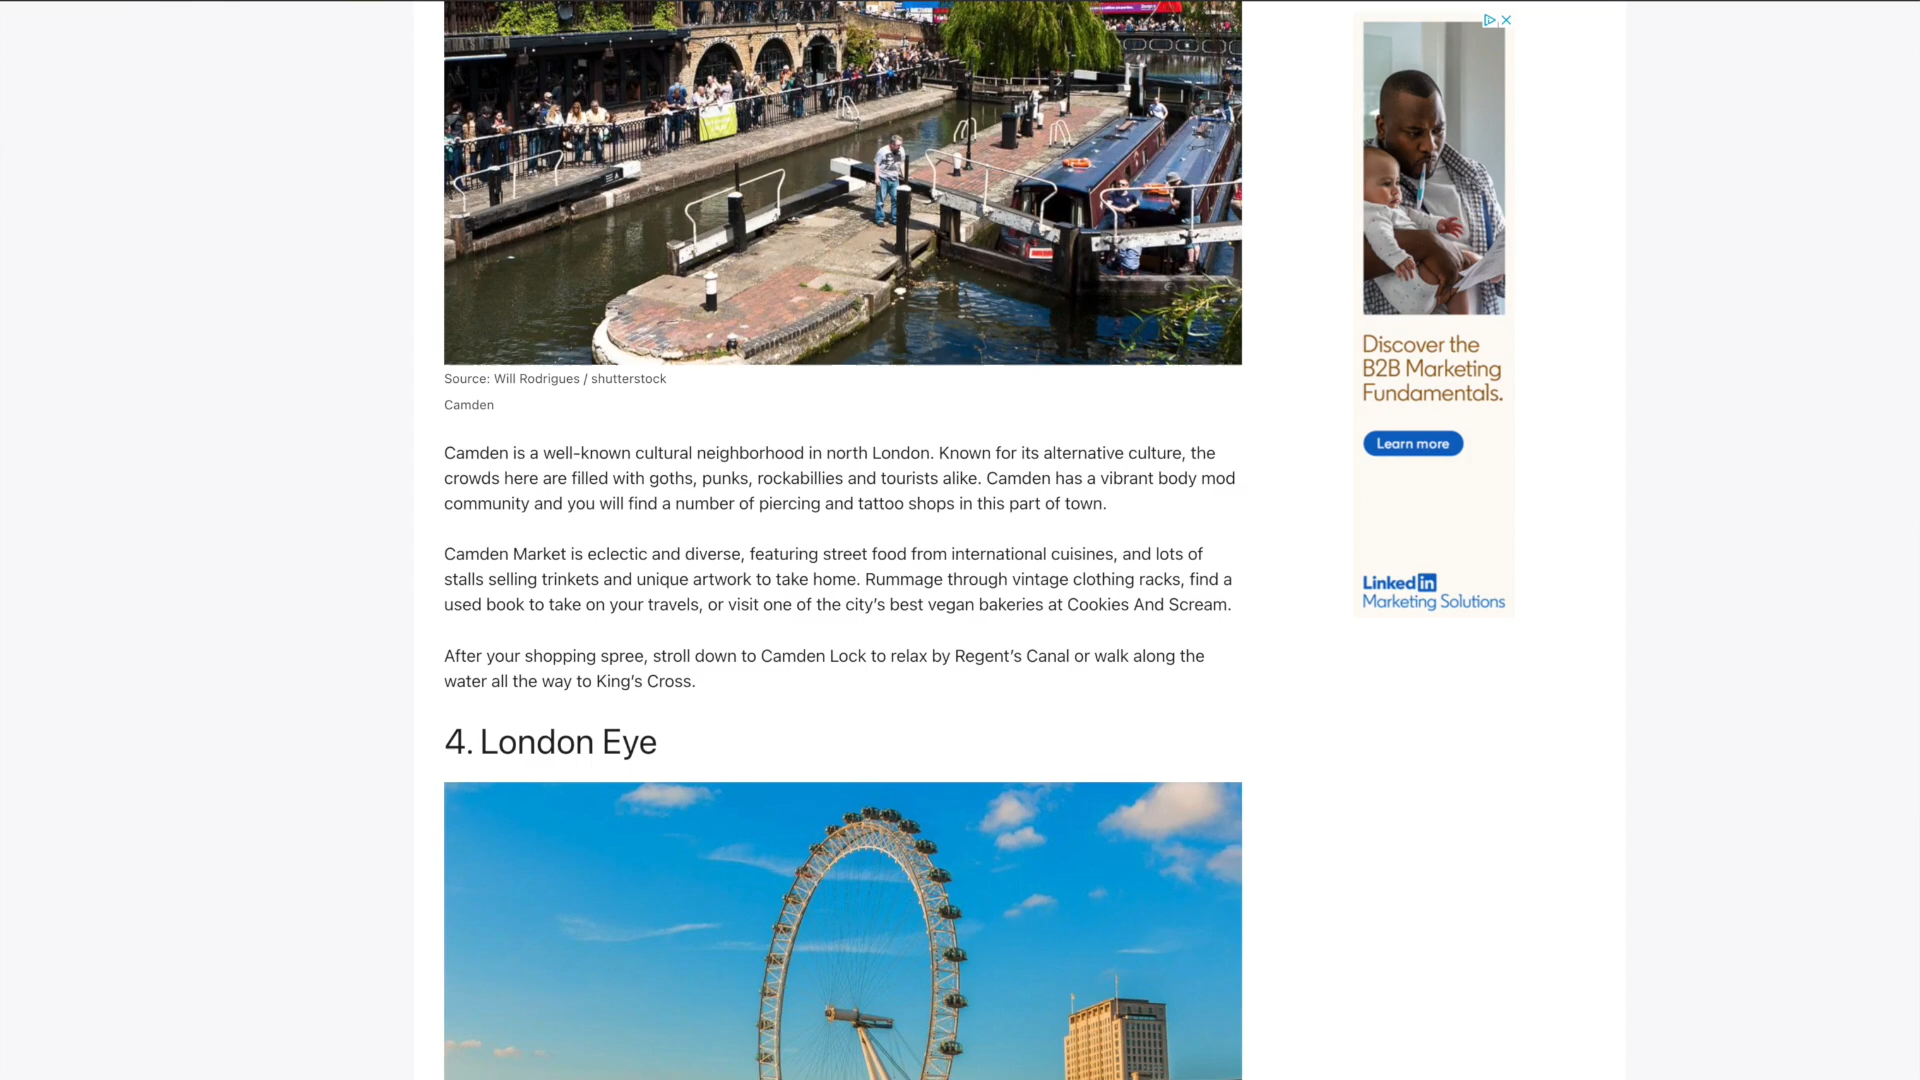 Source: Will Rodrigues / shutterstock
Camden
Camden is a well-known cultural neighborhood in north London. Known for its alternative culture, the
crowds here are filled with goths, punks, rockabillies and tourists alike. Camden has a vibrant body mod
community and you will find a number of piercing and tattoo shops in this part of town.
Camden Market is eclectic and diverse, featuring street food from international cuisines, and lots of
stalls selling trinkets and unique artwork to take home. Rummage through vintage clothing racks, find a
used book to take on your travels, or visit one of the city’s best vegan bakeries at Cookies And Scream.
After your shopping spree, stroll down to Camden Lock to relax by Regent’s Canal or walk along the
water all the way to King’s Cross.
4. London Eye
Discover the
B2B Marketing
Fundamentals.
Learn more
Linked in
Marketing Solutions